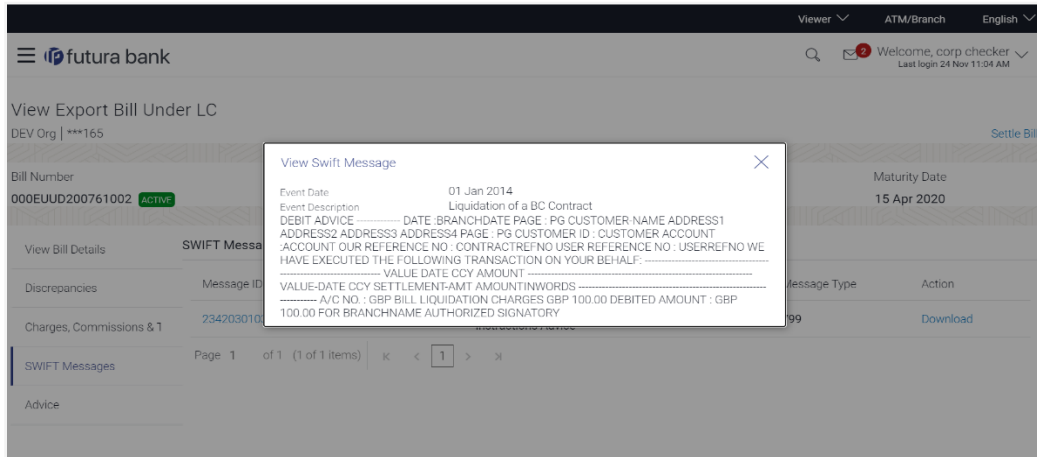 Viewer ATM/Branch English
futura bank 2 Welcome, corp checker
Last login 24 Nov 11:04 AM
View Export Bill Under LC
DEV Org | ***165 Settle Bill
View Swift Message
Bill Number Maturity Date
000EUUD200761002 ACTIVE 15 Apr 2020
Event Date 01 Jan 2014
Event Description Liquidation of a BC Contract
DEBIT ADVICE ------------ DATE :BRANCHDATE PAGE : PG CUSTOMER-NAME ADDRESS1
ADDRESS2 ADDRESS3 ADDRESS4 PAGE : PG CUSTOMER ID : CUSTOMER ACCOUNT
:ACCOUNT OUR REFERENCE NO : CONTRACTREFNO USER REFERENCE NO : USERREFNO WE
HAVE EXECUTED THE FOLLOWING TRANSACTION ON YOUR BEHALF: -----------------------------------
----------------------------- VALUE DATE CCY AMOUNT -----------------------------------------------------------------
VALUE-DATE CCY SETTLEMENT-AMT AMOUNTINWORDS ------------------------------------------------------
----------- A/C NO. : GBP BILL LIQUIDATION CHARGES GBP 100.00 DEBITED AMOUNT : GBP
100.00 FOR BRANCHNAME AUTHORIZED SIGNATORY
View Bill Details
Discrepancies
Charges, Commissions & T
SWIFT Messages
Advice
SWIFT Messa
Message ID Message Type Action
234203010 799 Download
Instructions Advice
Page 1 of 1 (1 of 1 items) 1